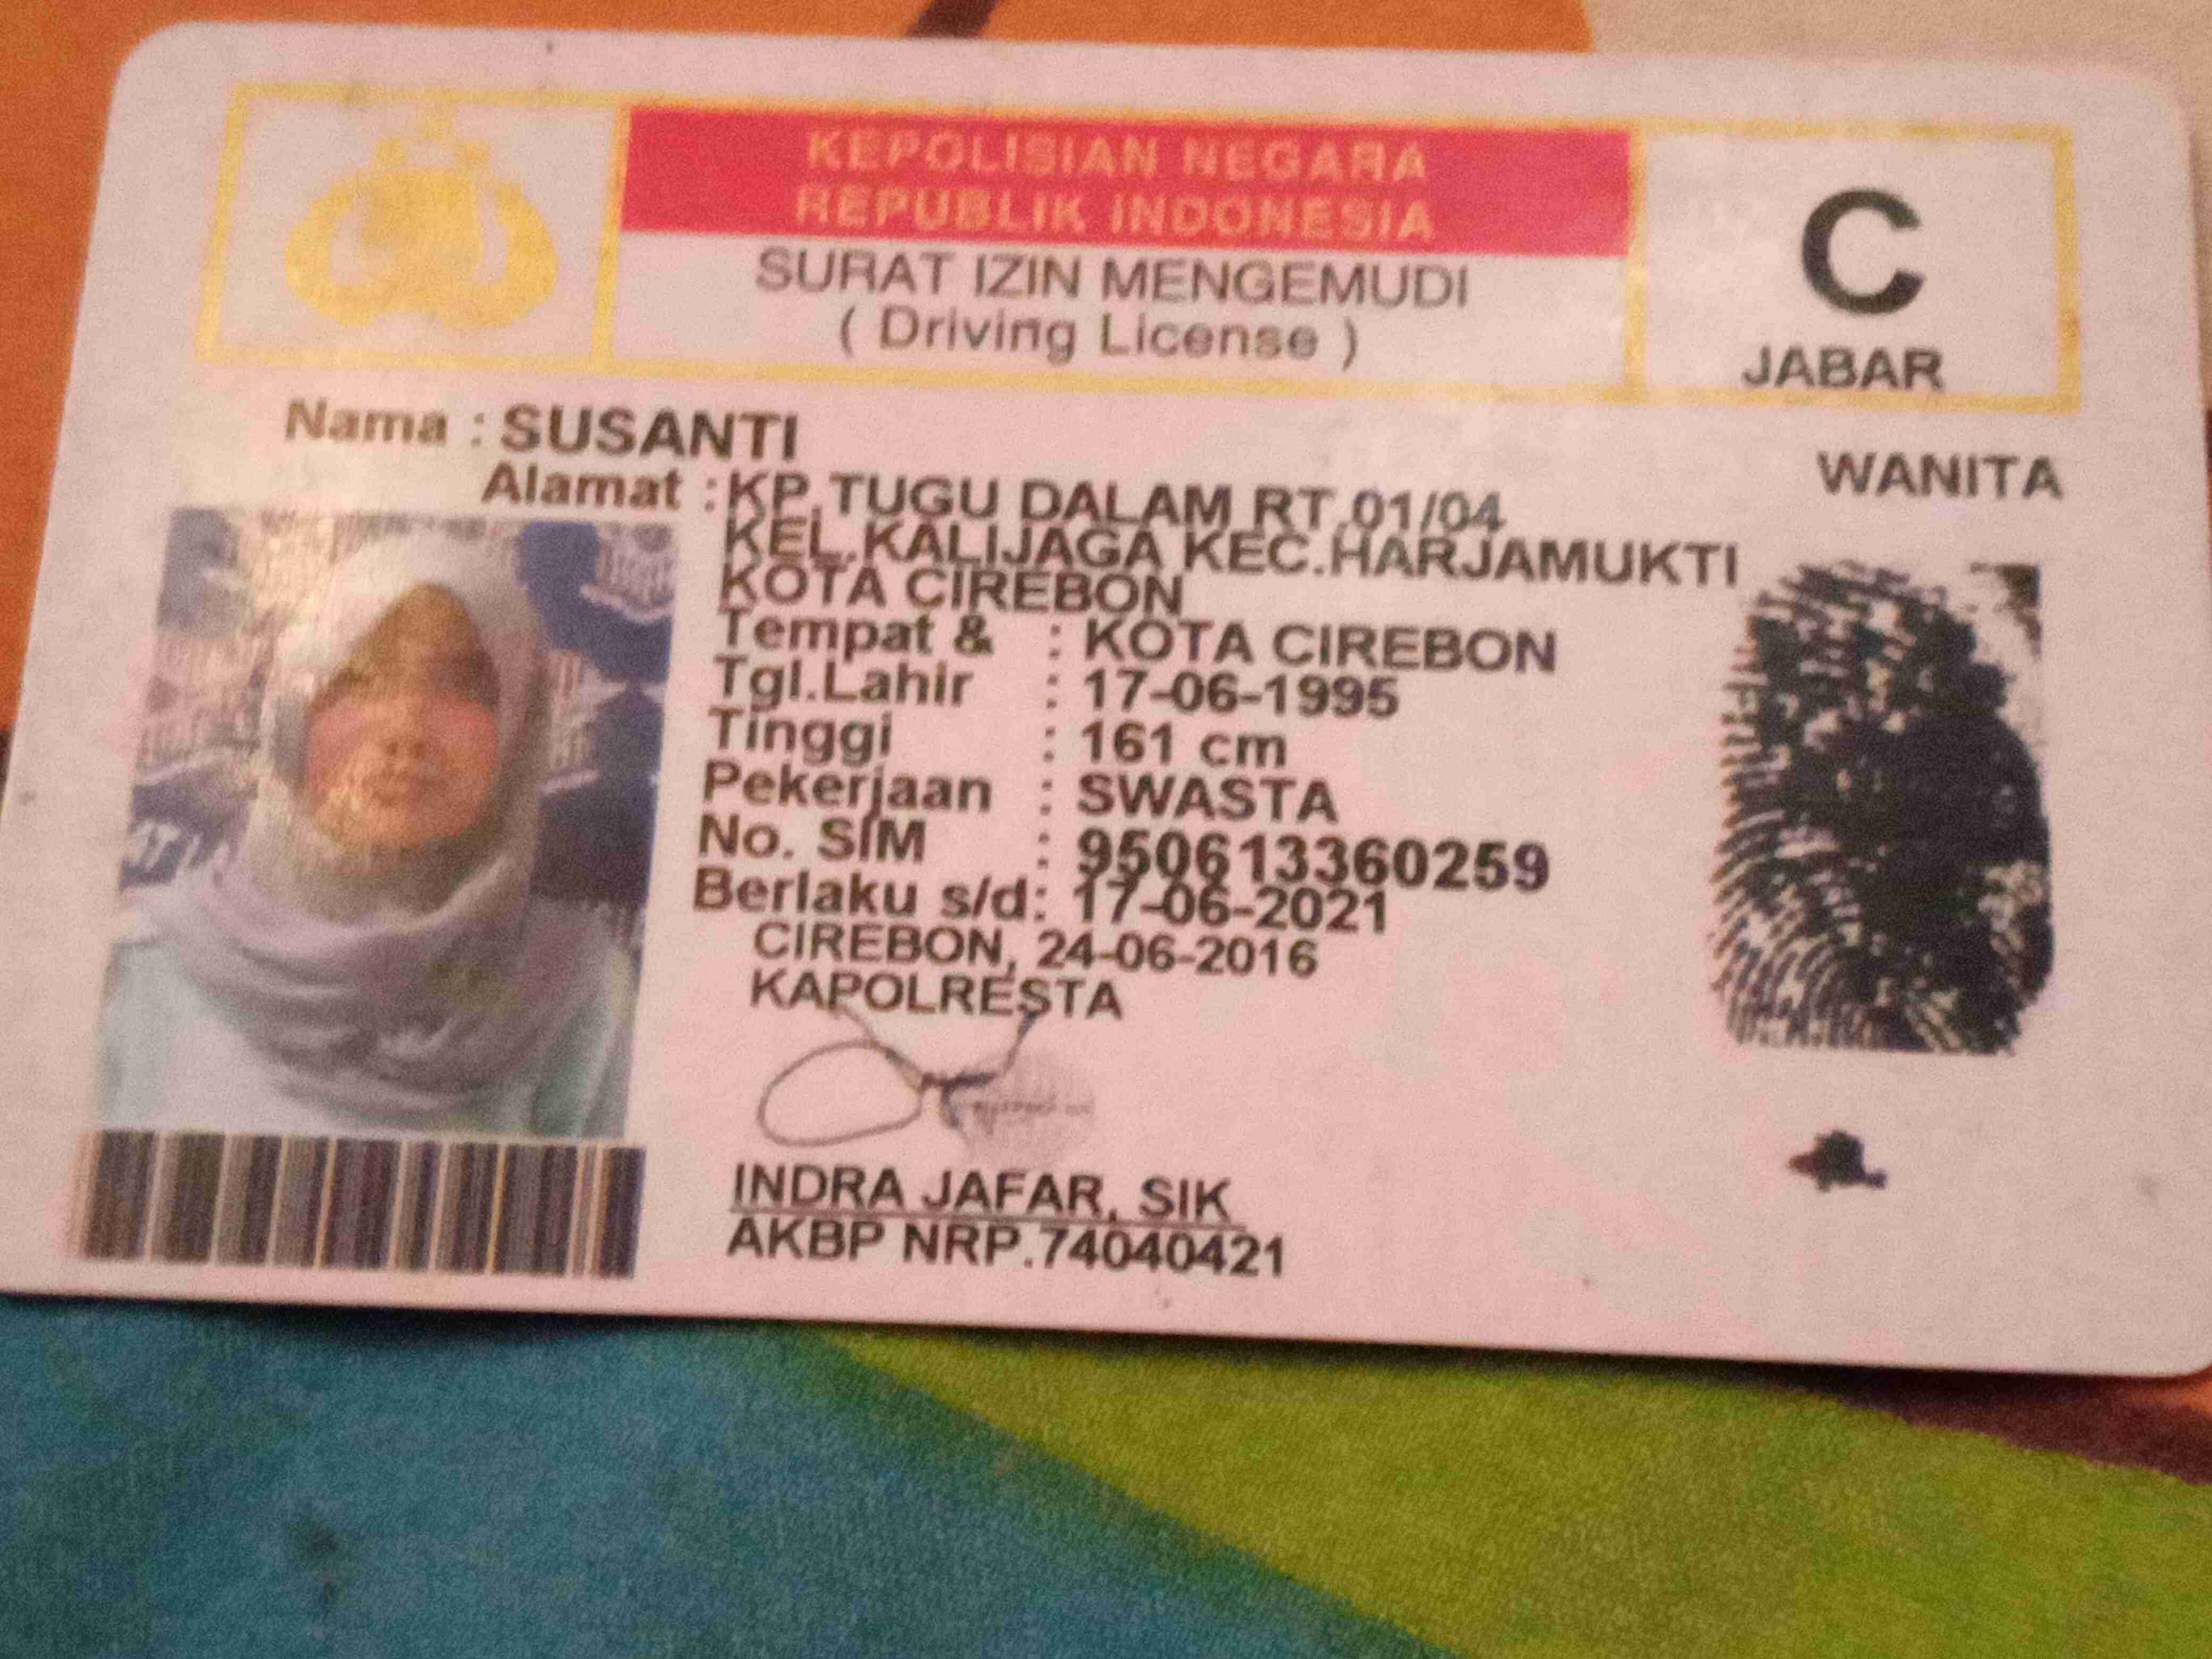 KEPOLISIAN NEGARA
REPUBLIK INDONESIA
SURAT IZIN MENGEMUDI
( Driving License )
C
JABAR
Nama : SUSANTI
WANITA
Alamat : KP.TUGU DALAM RT.01/04
KEL.KALIJAGA KEC.HARJAMUKTI
KOTA CIREBON
Tempat & : KOTA CIREBON
Tgl.Lahir : 17-06-1995
Tinggi : 161 cm
Pekerjaan : SWASTA
No. SIM : 950613360259
Berlaku s/d: 17-06-2021
CIREBON, 24-06-2016
KAPOLRESTA
INDRA JAFAR, SIK
AKBP NRP.74040421